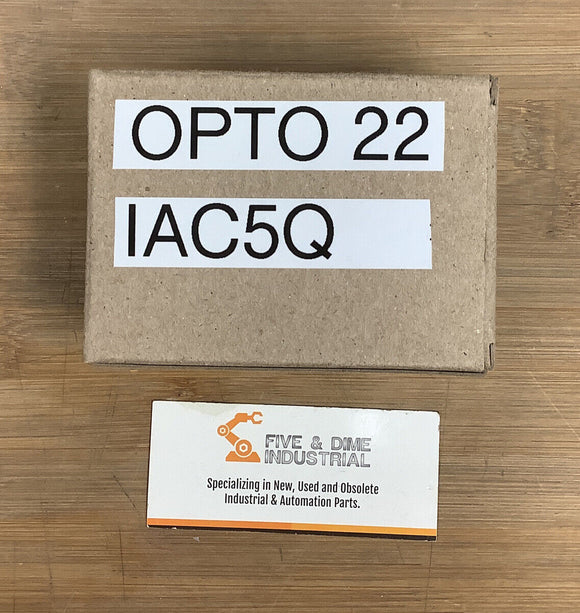 OPTO 22
IAC5Q
FIVE & DIME
INDUSTRIAL
Specializing in New, Used and Obsolete
Industrial & Automation Parts.